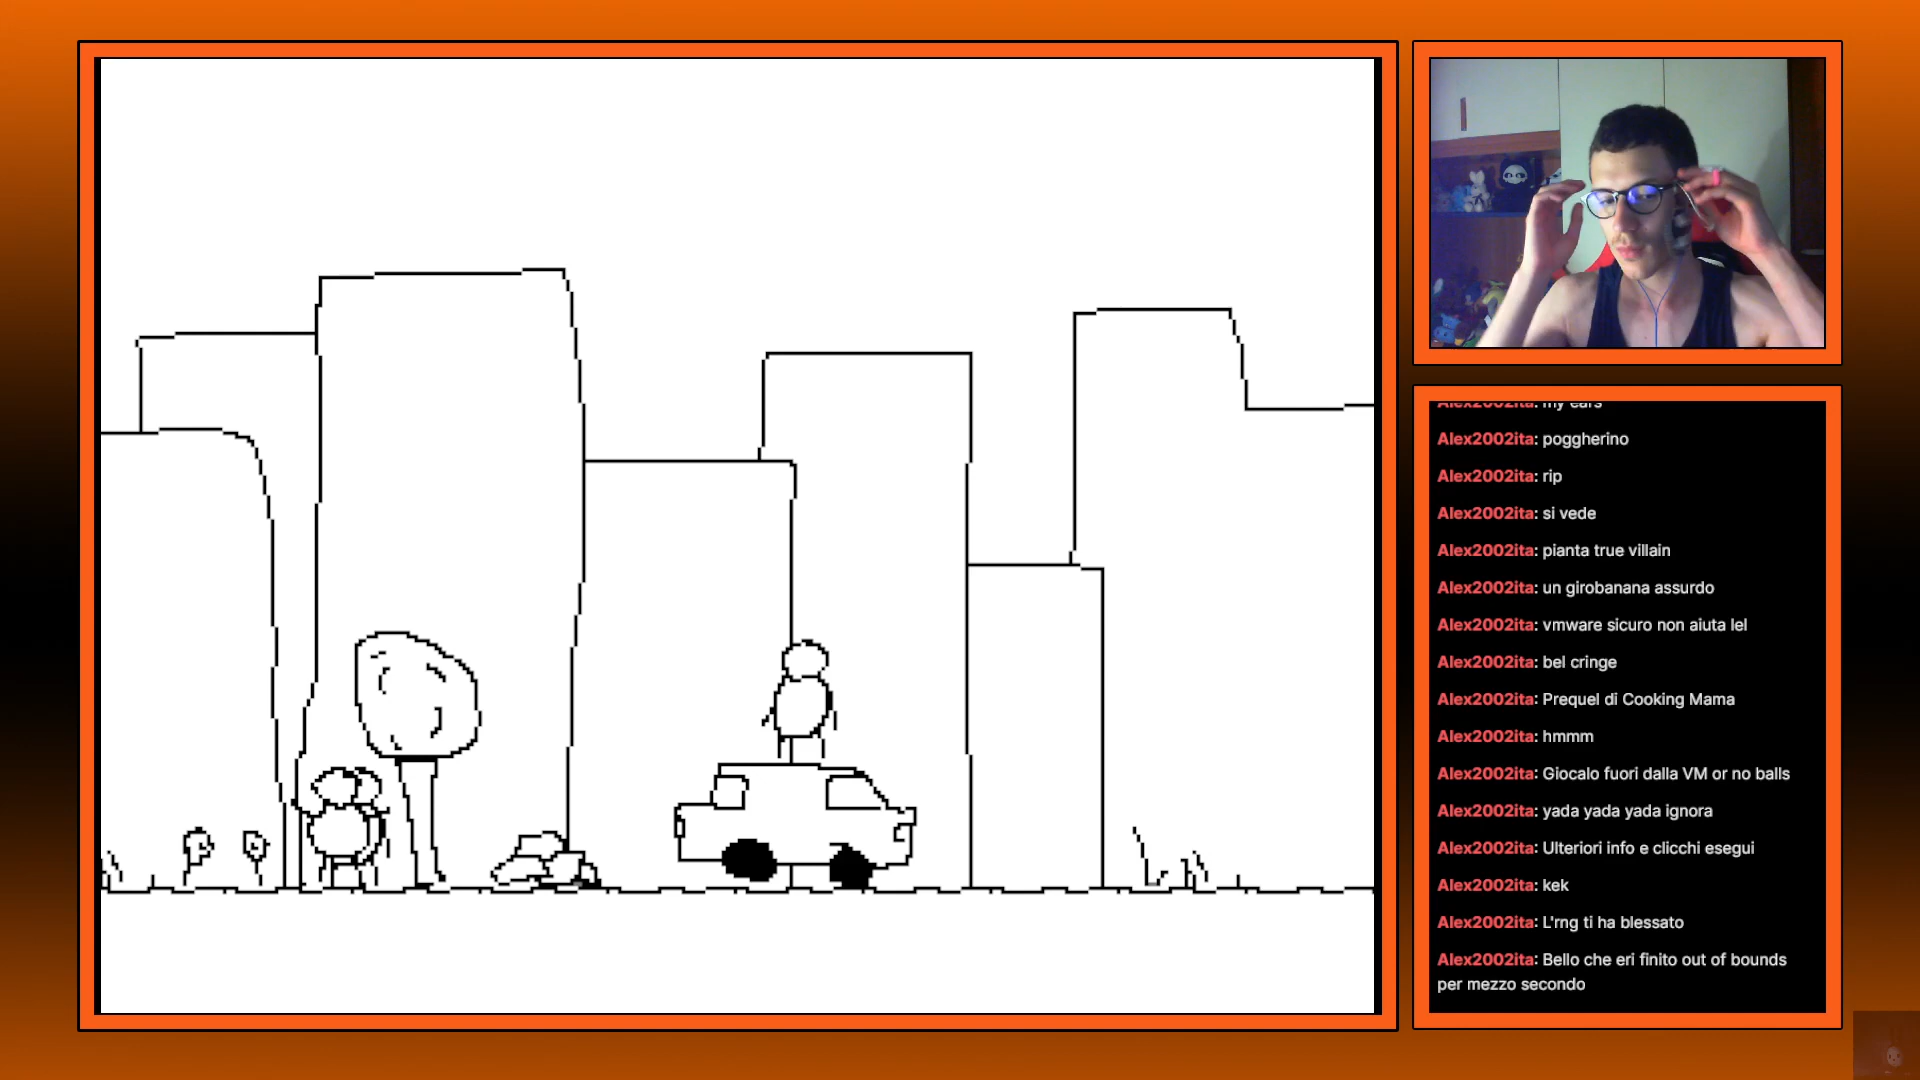 Alex2002ita: my ears
Alex2002ita: poggherino
Alex2002ita: rip
Alex2002ita: si vede
Alex2002ita: pianta true villain
Alex2002ita: un girobanana assurdo
Alex2002ita: vmware sicuro non aiuta lel
Alex2002ita: bel cringe
Alex2002ita: Prequel di Cooking Mama
Alex2002ita: hmmm
Alex2002ita: Giocalo fuori dalla VM or no balls
Alex2002ita: yada yada yada ignora
Alex2002ita: Ulteriori info e clicchi esegui
Alex2002ita: kek
Alex2002ita: L'rng ti ha blessato
Alex2002ita: Bello che eri finito out of bounds
per mezzo secondo